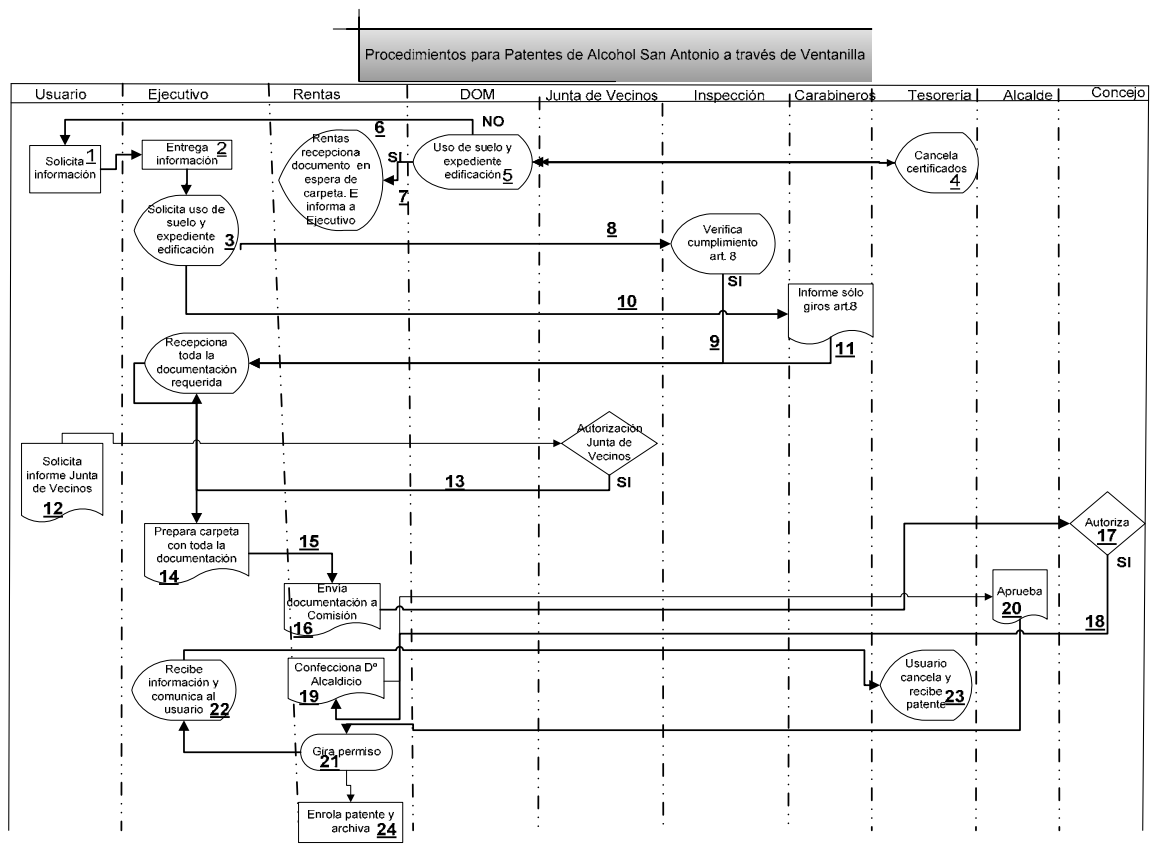 Procedimientos para Patentes de Alcohol San Antonio a través de Ventanilla
Usuario
Ejecutivo
Rentas
DOM
Junta de Vecinos
Inspección
Carabineros
Tesorería
Alcalde
Concejo
NO
6
Solicita
información
1
Entrega
información
2
Rentas
recepciona
documento en
espera de
carpeta. E
informa a
Ejecutivo
SI
7
Uso de suelo y
expediente
edificación
5
Cancela
certificados
4
Solicita uso de
suelo y
expediente
edificación
3
8
Verifica
cumplimiento
art. 8
SI
10
Informe sólo
giros art.8
9
11
Recepciona
toda la
documentación
requerida
Solicita
informe Junta
de Vecinos
12
Autorización
Junta de
Vecinos
SI
13
Prepara carpeta
con toda la
documentación
14
15
Autoriza
17
SI
Envía
documentación a
Comisión
16
Aprueba
20
18
Recibe
información y
comunica al
usuario
22
Confecciona Dº
Alcaldicio
19
Usuario
cancela y
recibe
patente
23
Gira permiso
21
Enrola patente y
archiva
24